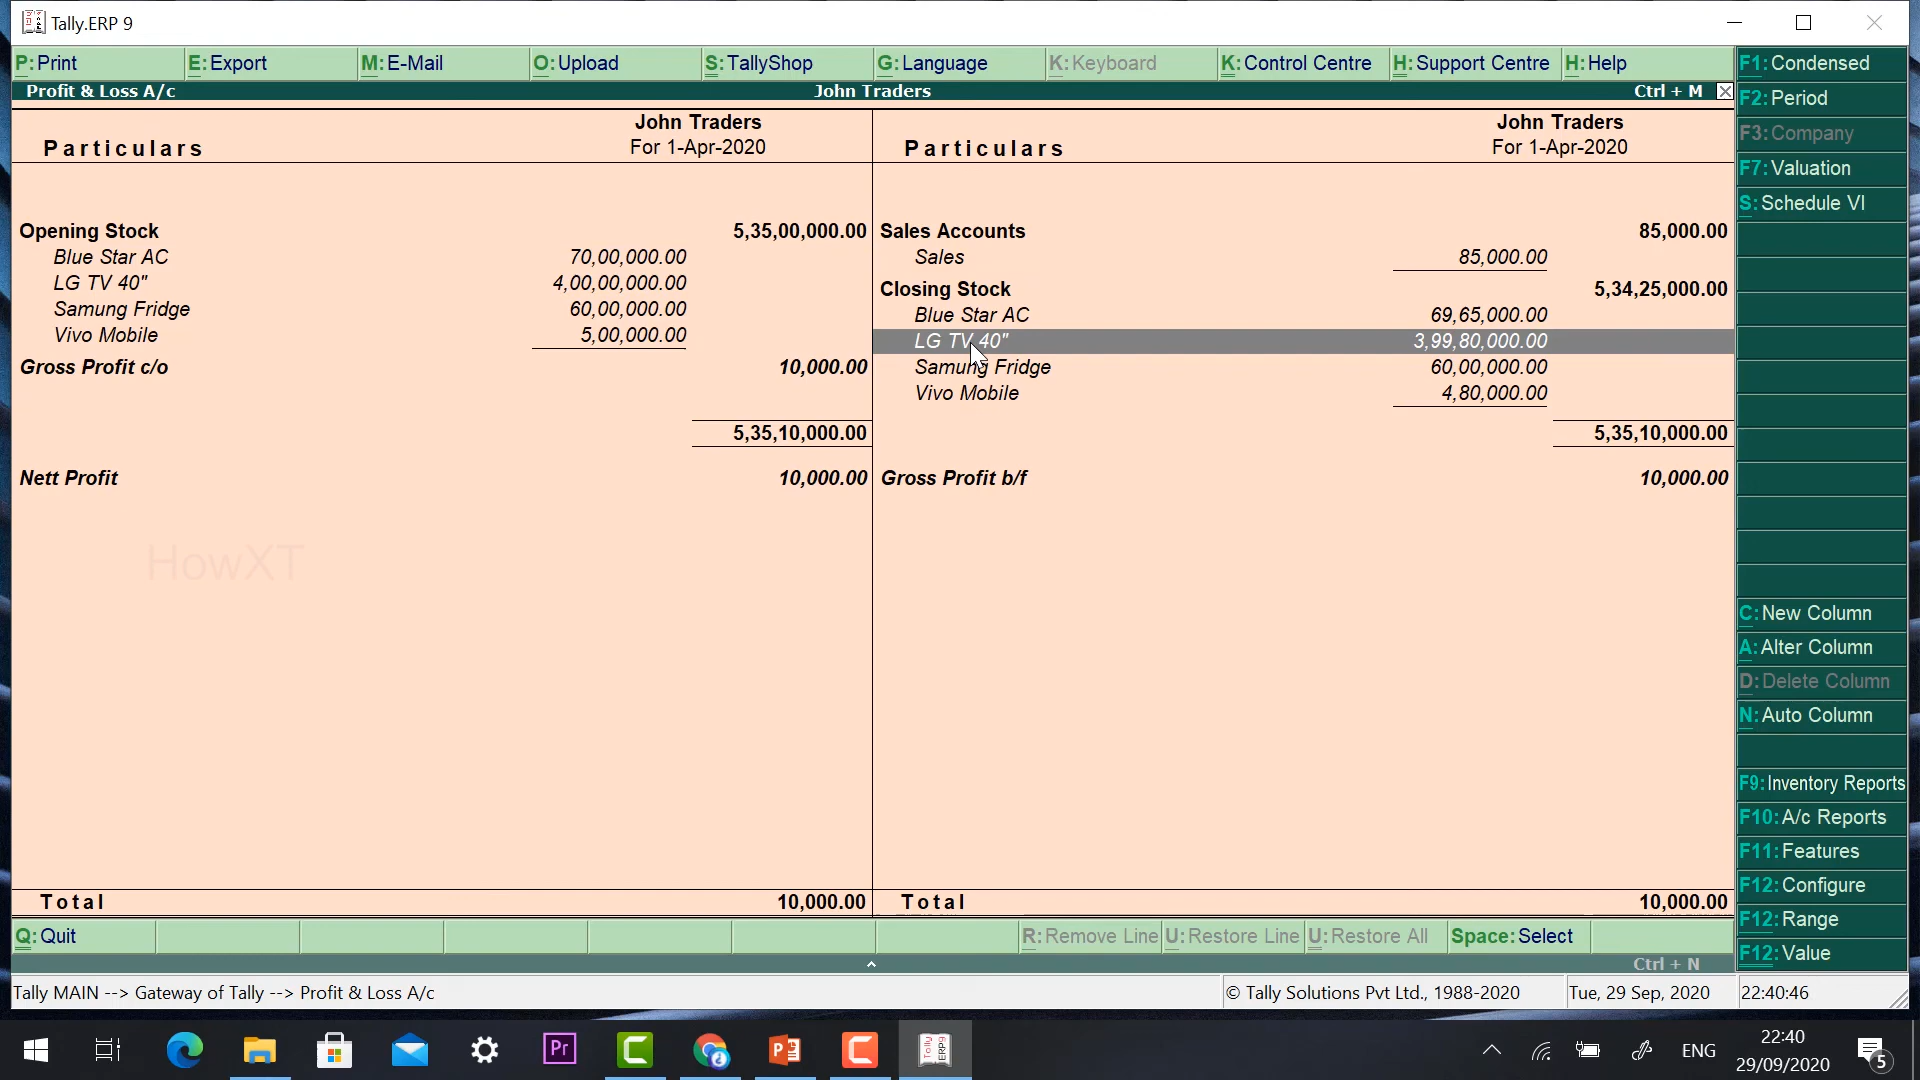 Tally.ERP 9
P: Print E: Export M: E-Mail O: Upload S: TallyShop G: Language K: Keyboard K: Control Centre H: Support Centre H: Help
Profit & Loss A/c John Traders Ctrl + M
Particulars John Traders For 1-Apr-2020 Particulars John Traders For 1-Apr-2020
Opening Stock 5,35,00,000.00
Blue Star AC 70,00,000.00
LG TV 40" 4,00,00,000.00
Samung Fridge 60,00,000.00
Vivo Mobile 5,00,000.00
Gross Profit c/o 10,000.00
5,35,10,000.00
Nett Profit 10,000.00
Sales Accounts 85,000.00
Sales 85,000.00
Closing Stock 5,34,25,000.00
Blue Star AC 69,65,000.00
LG TV 40" 3,99,80,000.00
Samung Fridge 60,00,000.00
Vivo Mobile 4,80,000.00
5,35,10,000.00
Gross Profit b/f 10,000.00
HowXT
Total 10,000.00 Total 10,000.00
F1: Condensed
F2: Period
F3: Company
F7: Valuation
S: Schedule VI
C: New Column
A: Alter Column
D: Delete Column
N: Auto Column
F9: Inventory Reports
F10: A/c Reports
F11: Features
F12: Configure
F12: Range
F12: Value
Q: Quit R: Remove Line U: Restore Line U: Restore All Space: Select
Ctrl + N
Tally MAIN --> Gateway of Tally --> Profit & Loss A/c © Tally Solutions Pvt Ltd., 1988-2020 Tue, 29 Sep, 2020 22:40:46
Pr
Tally ERP9
ENG
22:40
29/09/2020
5